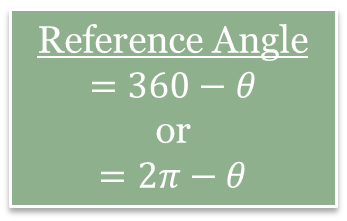 Reference Angle
= 360 − θ
or
= 2π − θ